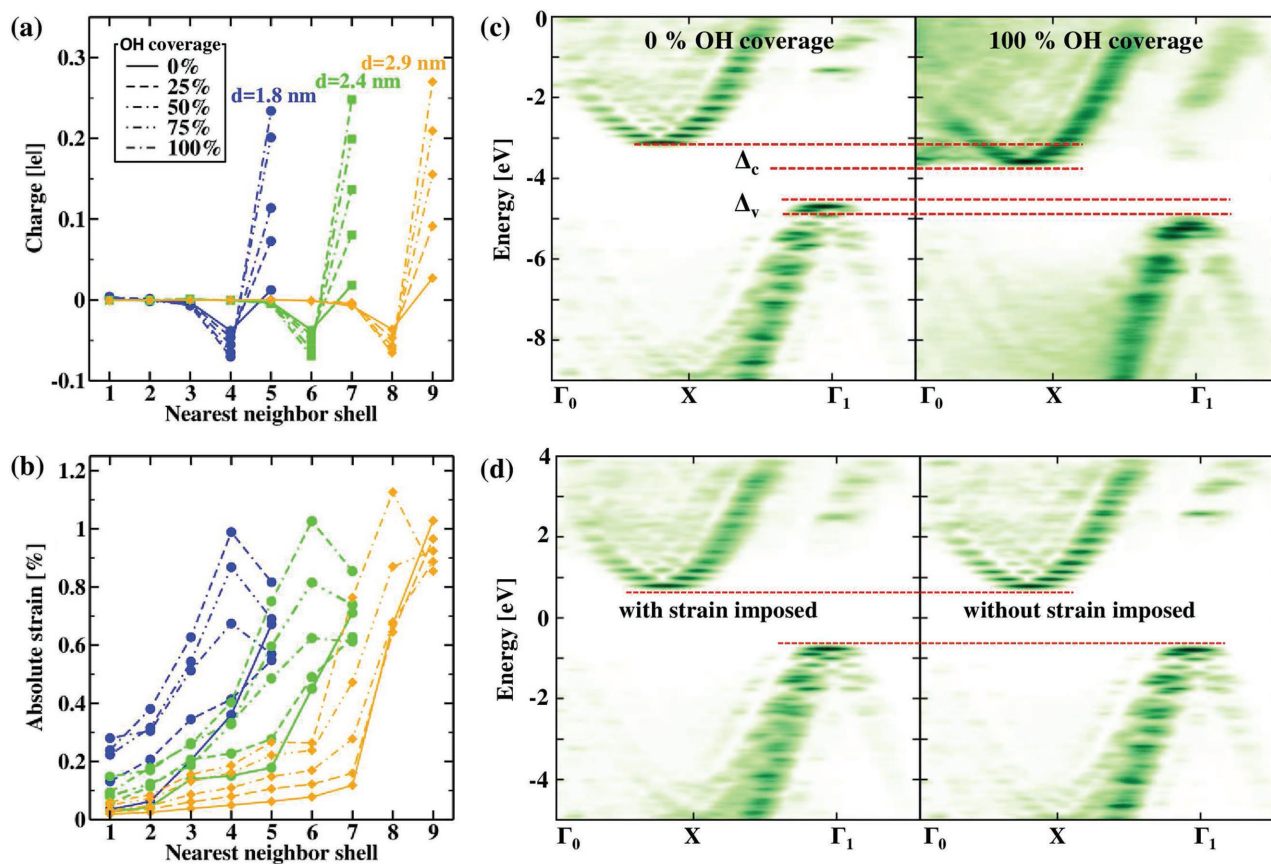 (a)
0.3
0.2
0.1
0
-0.1
Charge [|e|]
OH coverage
0%
25%
50%
75%
100%
d=1.8 nm
d=2.4 nm
d=2.9 nm
1 2 3 4 5 6 7 8 9
Nearest neighbor shell
(c)
0
-2
-4
-6
-8
Energy [eV]
0 % OH coverage
100 % OH coverage
Δc
Δv
Γ0 X Γ1
Γ0 X Γ1
(b)
1.2
1
0.8
0.6
0.4
0.2
0
Absolute strain [%]
1 2 3 4 5 6 7 8 9
Nearest neighbor shell
(d)
4
2
0
-2
-4
Energy [eV]
with strain imposed
without strain imposed
Γ0 X Γ1
Γ0 X Γ1